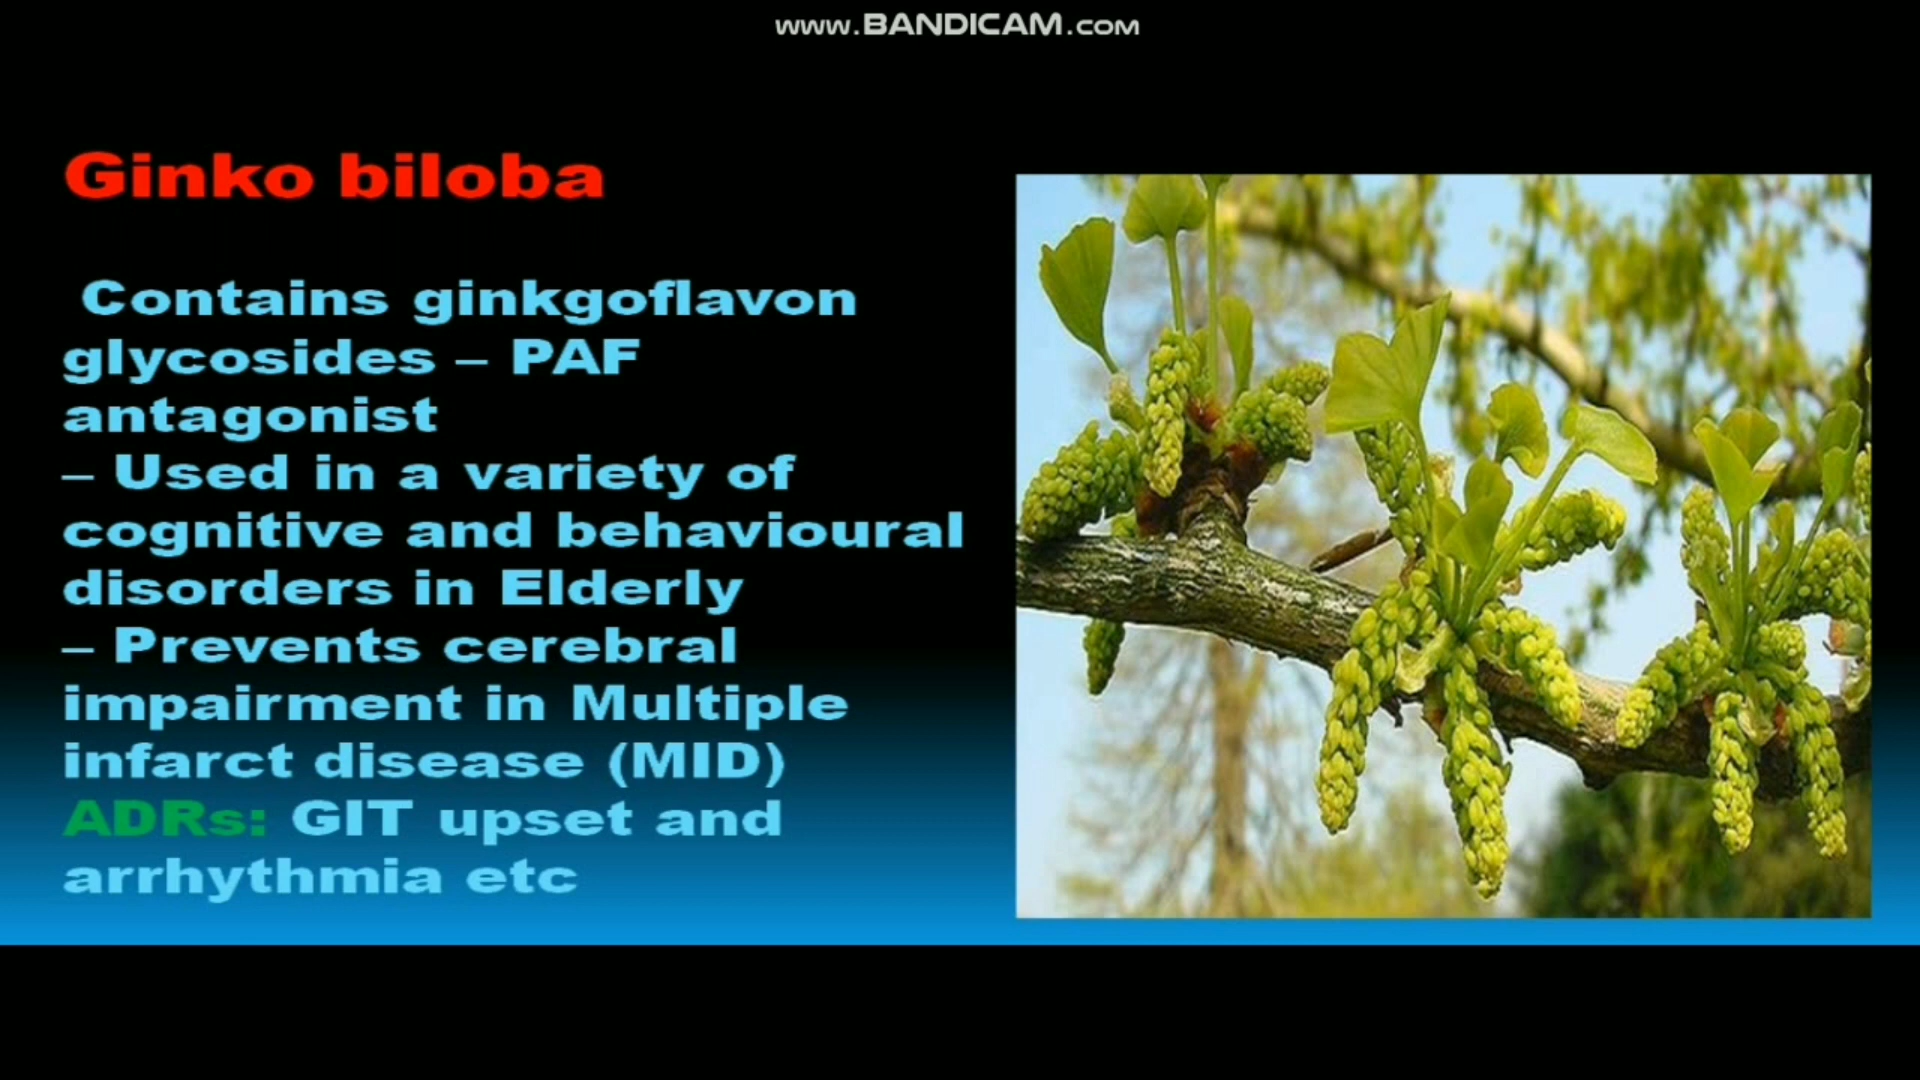 www.BANDICAM.com
Ginko biloba
Contains ginkgoflavon
glycosides – PAF
antagonist
– Used in a variety of
cognitive and behavioural
disorders in Elderly
– Prevents cerebral
impairment in Multiple
infarct disease (MID)
ADRs: GIT upset and
arrhythmia etc